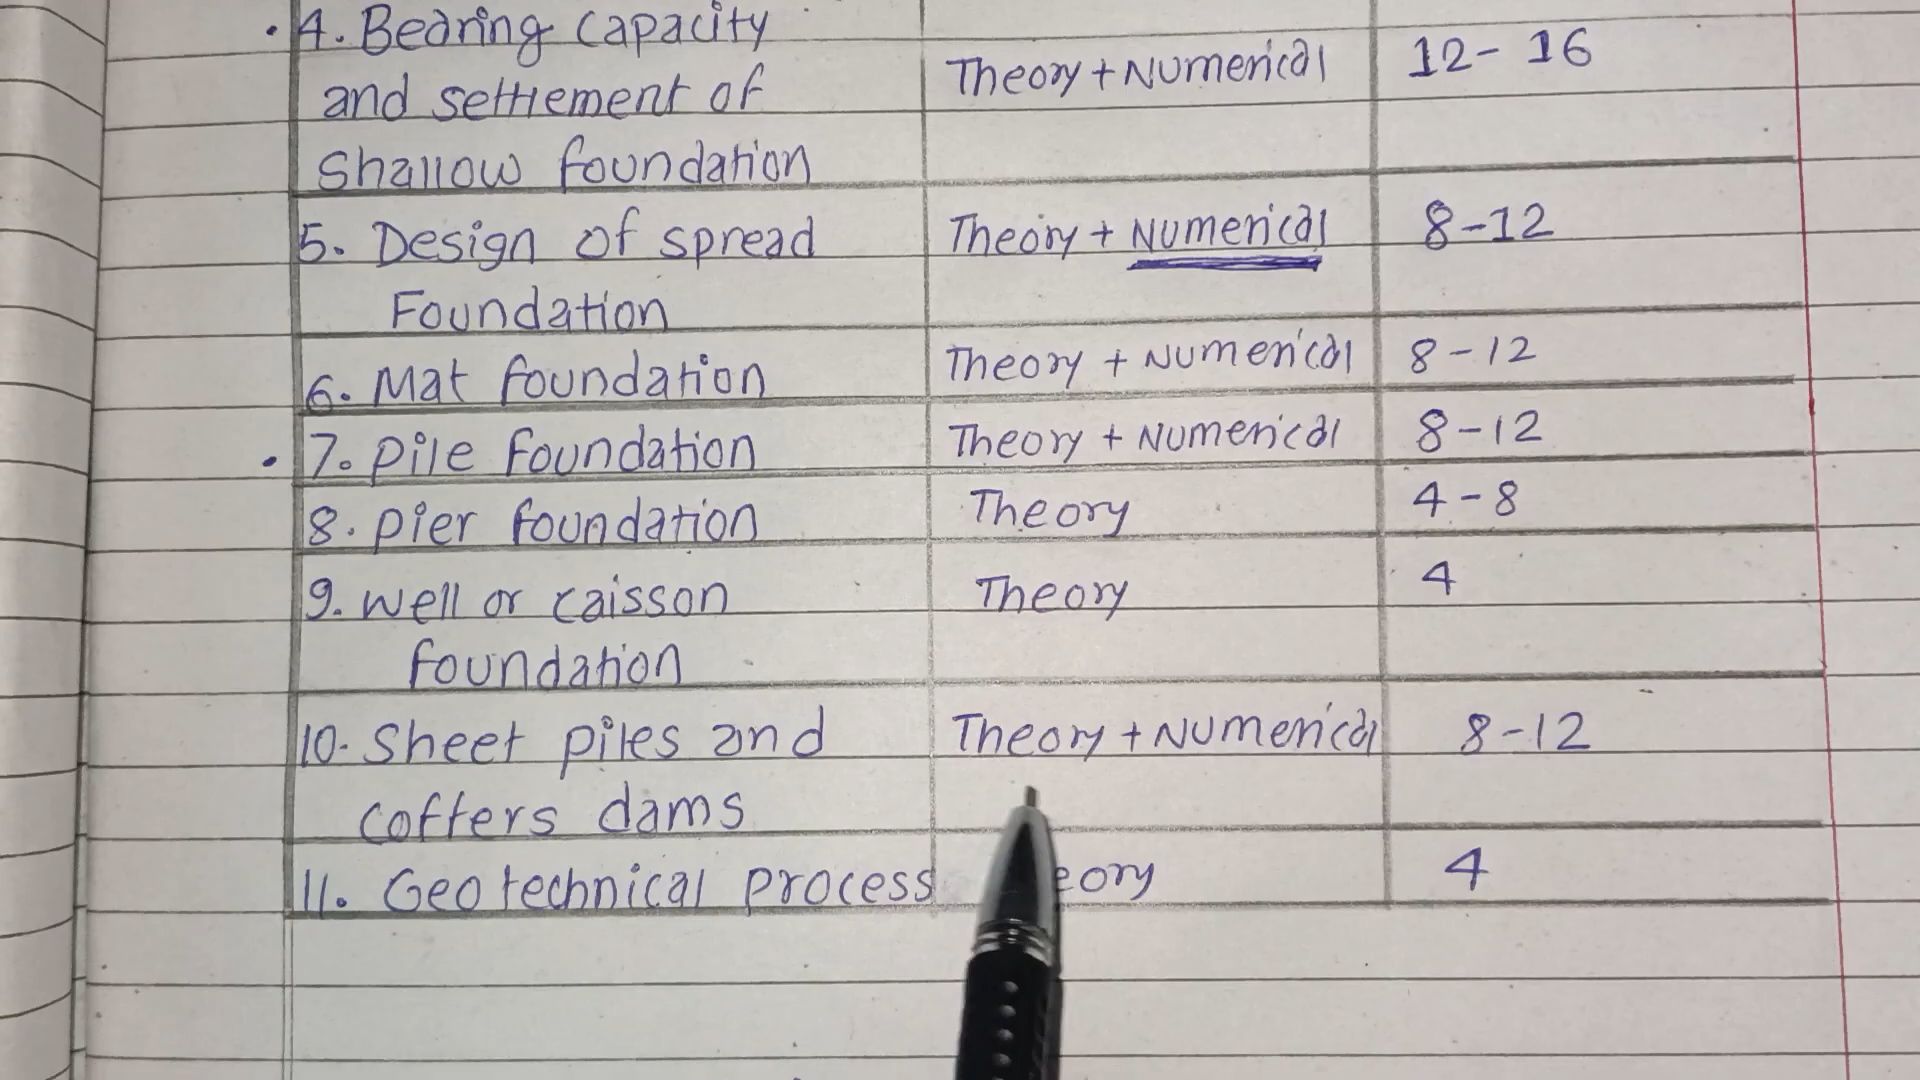 4. Bearing capacity
and settlement of
shallow foundation
Theory + Numerical
12-16
5. Design of spread
Foundation
Theory + Numerical
8-12
6. Mat foundation
Theory + Numerical
8-12
7. pile foundation
Theory + Numerical
8-12
8. pier foundation
Theory
4-8
9. well or caisson
foundation
Theory
4
10. Sheet piles and
coffers dams
Theory + Numerical
8-12
11. Geotechnical process
eory
4